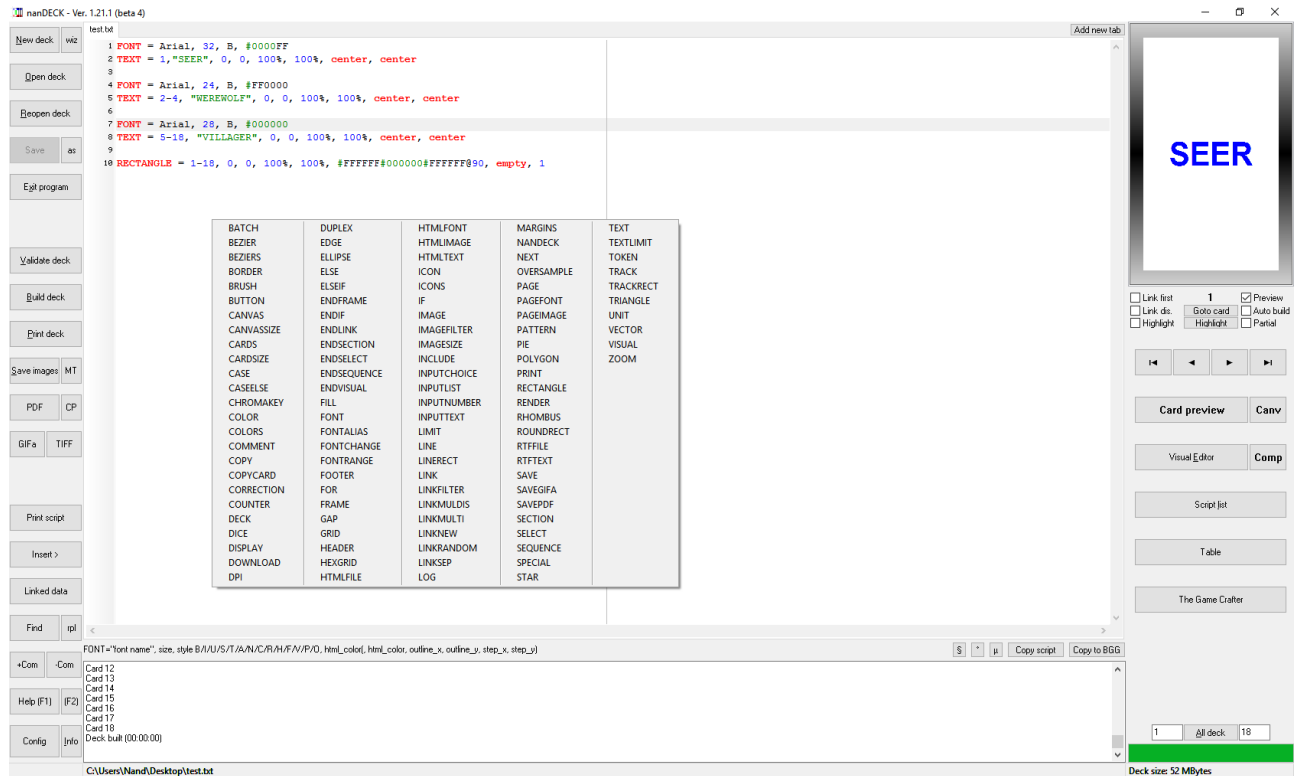 nanDECK - Ver. 1.21.1 (beta 4)
New deck wiz
Open deck
Reopen deck
Save as
Exit program
Validate deck
Build deck
Print deck
Save images MT
PDF CP
GIFa TIFF
Print script
Insert >
Linked data
Find rpl
+Com -Com
Help (F1) (F2)
Config Info
test.txt
Add new tab
1 FONT = Arial, 32, B, #0000FF
2 TEXT = 1,"SEER", 0, 0, 100%, 100%, center, center
3
4 FONT = Arial, 24, B, #FF0000
5 TEXT = 2-4, "WEREWOLF", 0, 0, 100%, 100%, center, center
6
7 FONT = Arial, 28, B, #000000
8 TEXT = 5-18, "VILLAGER", 0, 0, 100%, 100%, center, center
9
10 RECTANGLE = 1-18, 0, 0, 100%, 100%, #FFFFFF#000000#FFFFFF@90, empty, 1
BATCH
BEZIER
BEZIERS
BORDER
BRUSH
BUTTON
CANVAS
CANVASSIZE
CARDS
CARDSIZE
CASE
CASEELSE
CHROMAKEY
COLOR
COLORS
COMMENT
COPY
COPYCARD
CORRECTION
COUNTER
DECK
DICE
DISPLAY
DOWNLOAD
DPI
DUPLEX
EDGE
ELLIPSE
ELSE
ELSEIF
ENDFRAME
ENDIF
ENDLINK
ENDSECTION
ENDSELECT
ENDSEQUENCE
ENDVISUAL
FILL
FONT
FONTALIAS
FONTCHANGE
FONTRANGE
FOOTER
FOR
FRAME
GAP
GRID
HEADER
HEXGRID
HTMLFILE
HTMLFONT
HTMLIMAGE
HTMLTEXT
ICON
ICONS
IF
IMAGE
IMAGEFILTER
IMAGESIZE
INCLUDE
INPUTCHOICE
INPUTLIST
INPUTNUMBER
INPUTTEXT
LIMIT
LINE
LINERECT
LINK
LINKFILTER
LINKMULDIS
LINKMULTI
LINKNEW
LINKRANDOM
LINKSEP
LOG
MARGINS
NANDECK
NEXT
OVERSAMPLE
PAGE
PAGEFONT
PAGEIMAGE
PATTERN
PIE
POLYGON
PRINT
RECTANGLE
RENDER
RHOMBUS
ROUNDRECT
RTFFILE
RTFTEXT
SAVE
SAVEGIFA
SAVEPDF
SECTION
SELECT
SEQUENCE
SPECIAL
STAR
TEXT
TEXTLIMIT
TOKEN
TRACK
TRACKRECT
TRIANGLE
UNIT
VECTOR
VISUAL
ZOOM
FONT="font name", size, style B/I/U/S/T/A/N/C/R/H/F/V/P/O, html_color(, html_color, outline_x, outline_y, step_x, step_y)
§ * µ Copy script Copy to BGG
Card 12
Card 13
Card 14
Card 15
Card 16
Card 17
Card 18
Deck built (00:00:00)
C:\Users\Nand\Desktop\test.txt
SEER
Link first 1 Preview
Link dis. Goto card Auto build
Highlight Highlight Partial
Card preview Canv
Visual Editor Comp
Script list
Table
The Game Crafter
1 All deck 18
Deck size: 52 MBytes